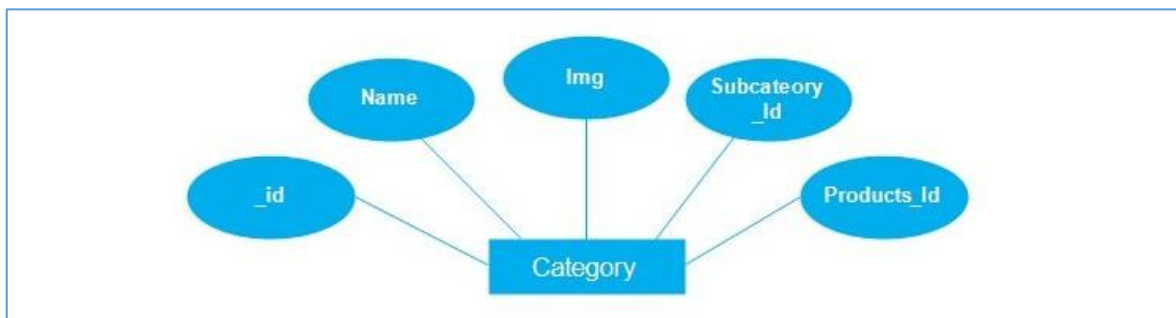 Img
Name
Subcateory
_Id
_id
Products_Id
Category